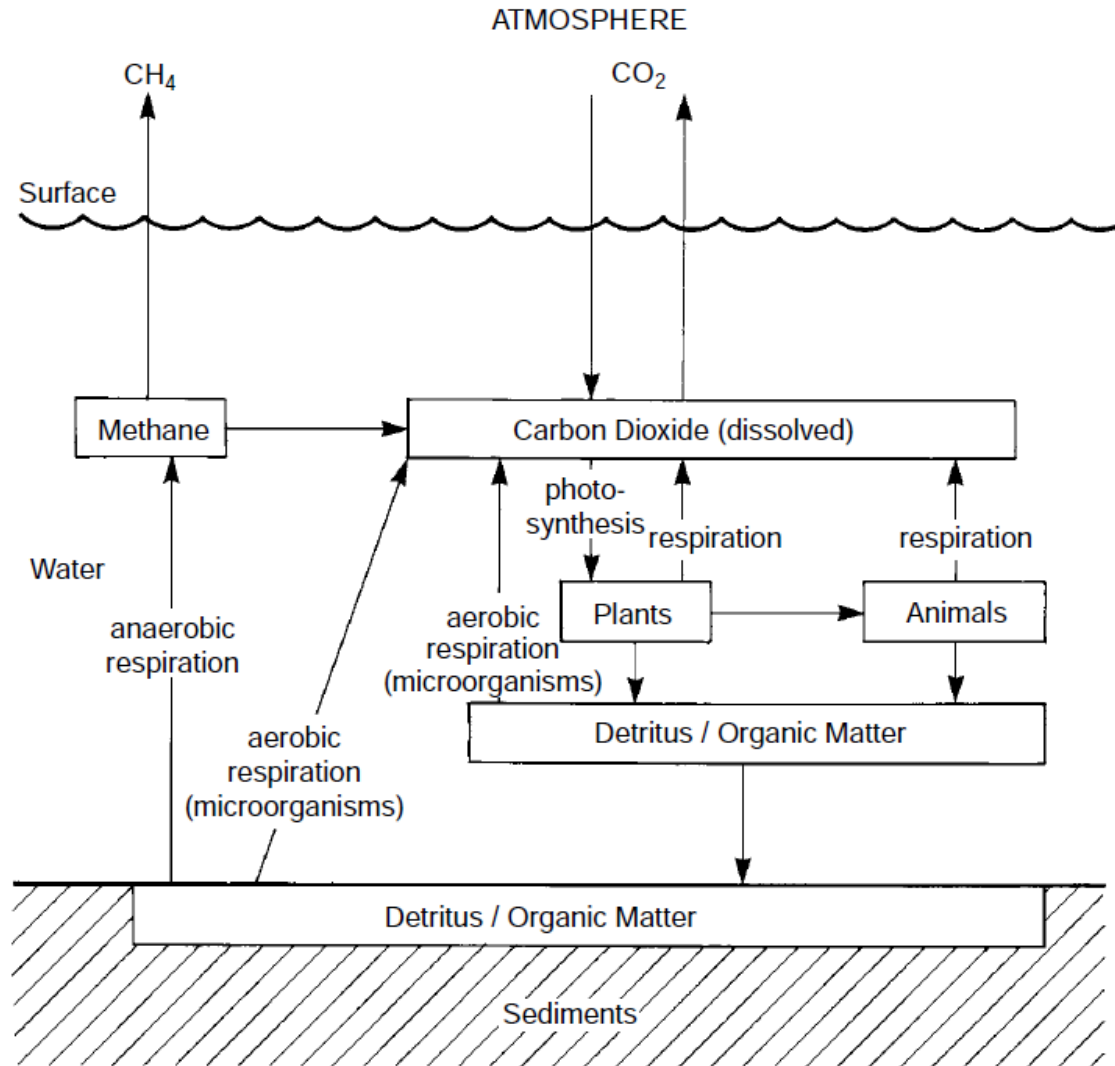 ATMOSPHERE
CH₄
CO₂
Surface
Methane
Carbon Dioxide (dissolved)
photo-
synthesis
respiration
respiration
Water
Plants
Animals
anaerobic
respiration
aerobic
respiration
(microorganisms)
Detritus / Organic Matter
aerobic
respiration
(microorganisms)
Detritus / Organic Matter
Sediments